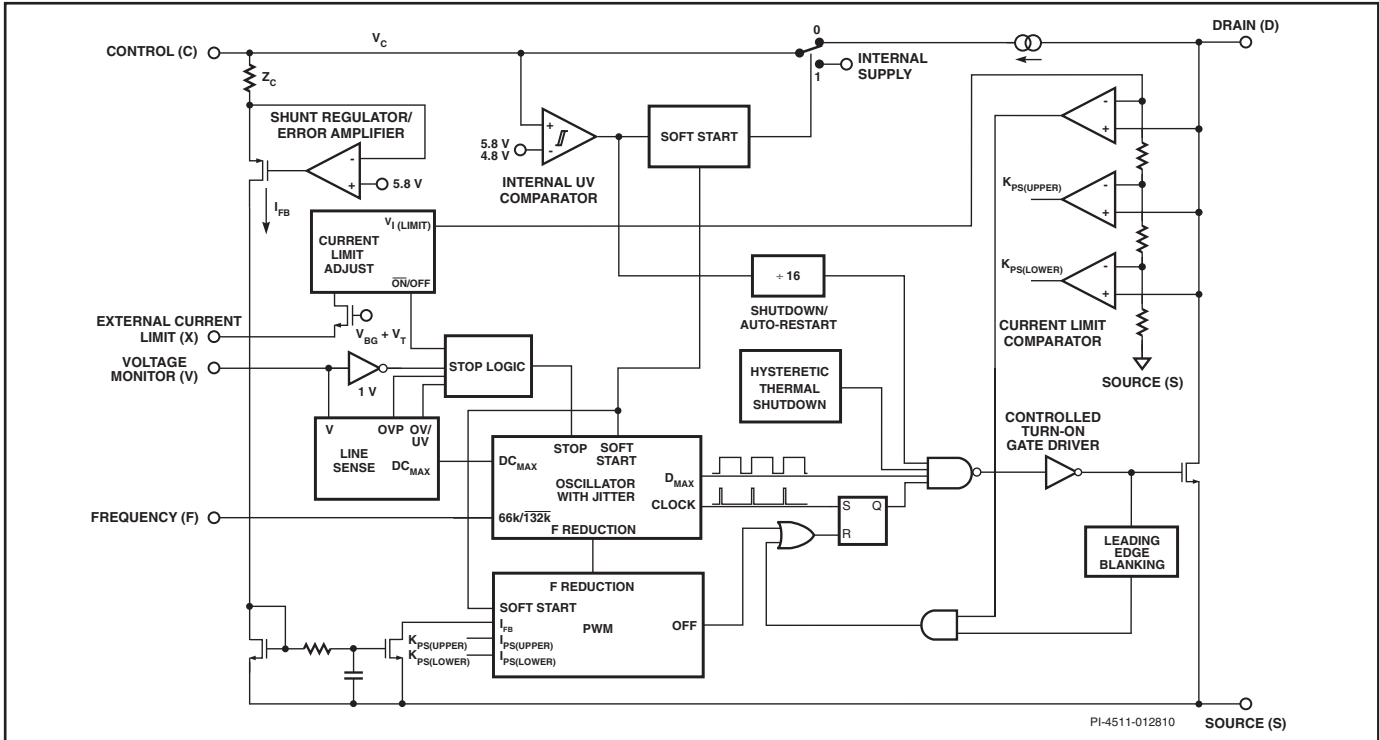 CONTROL (C)
V_C
0
DRAIN (D)
1
INTERNAL
SUPPLY
Z_C
SHUNT REGULATOR/
ERROR AMPLIFIER
-
+
5.8 V
I_FB
+
-
5.8 V
4.8 V
INTERNAL UV
COMPARATOR
SOFT START
-
+
K_PS(UPPER)
-
+
K_PS(LOWER)
-
+
CURRENT LIMIT
COMPARATOR
SOURCE (S)
V_I (LIMIT)
CURRENT
LIMIT
ADJUST
O̅N̅/OFF
÷ 16
SHUTDOWN/
AUTO-RESTART
EXTERNAL CURRENT
LIMIT (X)
V_BG + V_T
VOLTAGE
MONITOR (V)
1 V
STOP LOGIC
HYSTERETIC
THERMAL
SHUTDOWN
V
OVP
OV/
UV
LINE
SENSE
DC_MAX
STOP
SOFT
START
DC_MAX
OSCILLATOR
WITH JITTER
D_MAX
CLOCK
66k/1̅3̅2̅k̅
F REDUCTION
FREQUENCY (F)
S
Q
R
CONTROLLED
TURN-ON
GATE DRIVER
LEADING
EDGE
BLANKING
F REDUCTION
SOFT START
I_FB
PWM
OFF
K_PS(UPPER)
I_PS(UPPER)
K_PS(LOWER)
I_PS(LOWER)
PI-4511-012810
SOURCE (S)